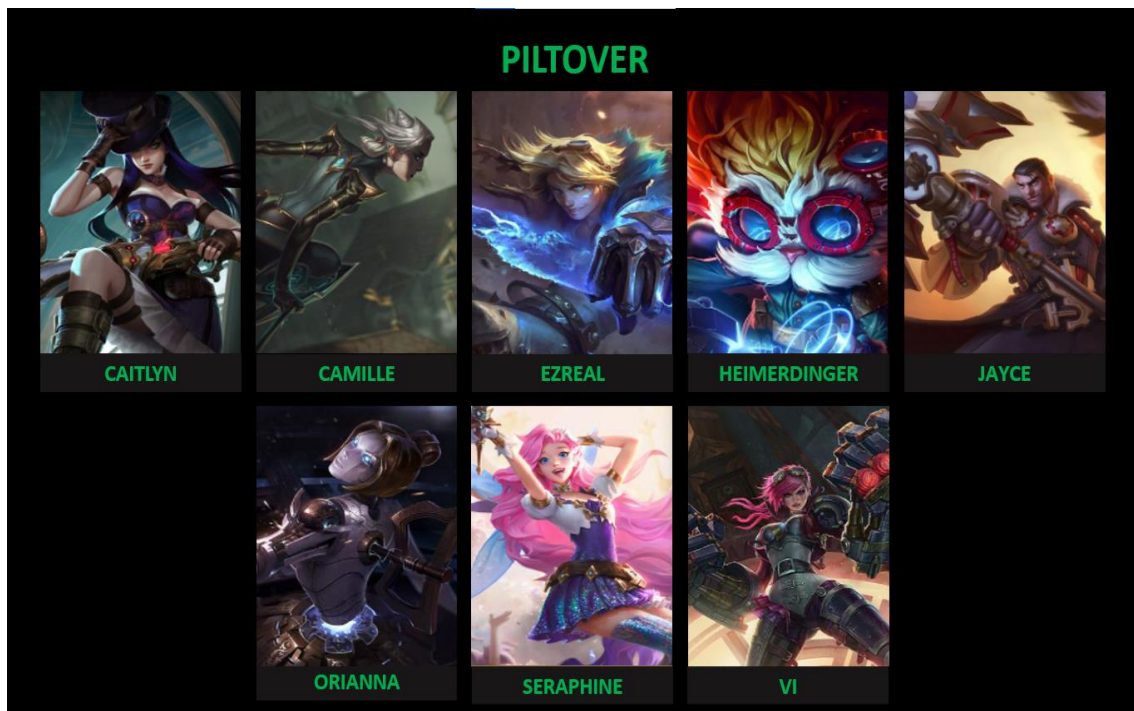 PILTOVER
CAITLYN
CAMILLE
EZREAL
HEIMERDINGER
JAYCE
ORIANNA
SERAPHINE
VI